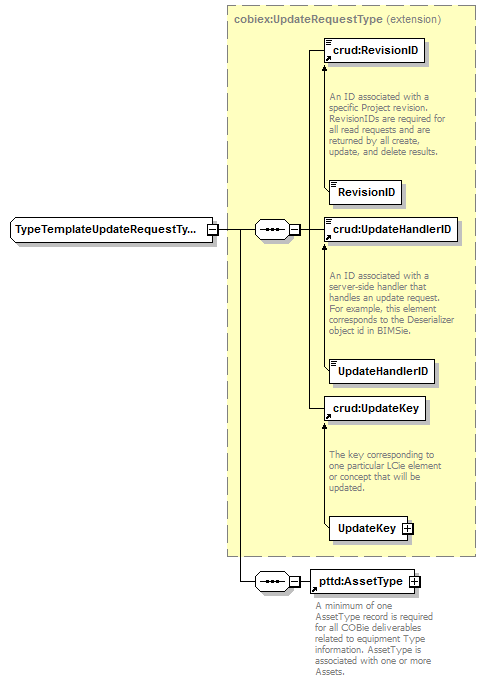 cobiex:UpdateRequestType (extension)
crud:RevisionID
An ID associated with a
specific Project revision.
RevisionIDs are required for
all read requests and are
returned by all create,
update, and delete results.
RevisionID
TypeTemplateUpdateRequestTy...
crud:UpdateHandlerID
An ID associated with a
server-side handler that
handles an update request.
For example, this element
corresponds to the Deserializer
object id in BIMSie.
UpdateHandlerID
crud:UpdateKey
The key corresponding to
one particular LCie element
or concept that will be
updated.
UpdateKey
pttd:AssetType
A minimum of one
AssetType record is required
for all COBie deliverables
related to equipment Type
information. AssetType is
associated with one or more
Assets.